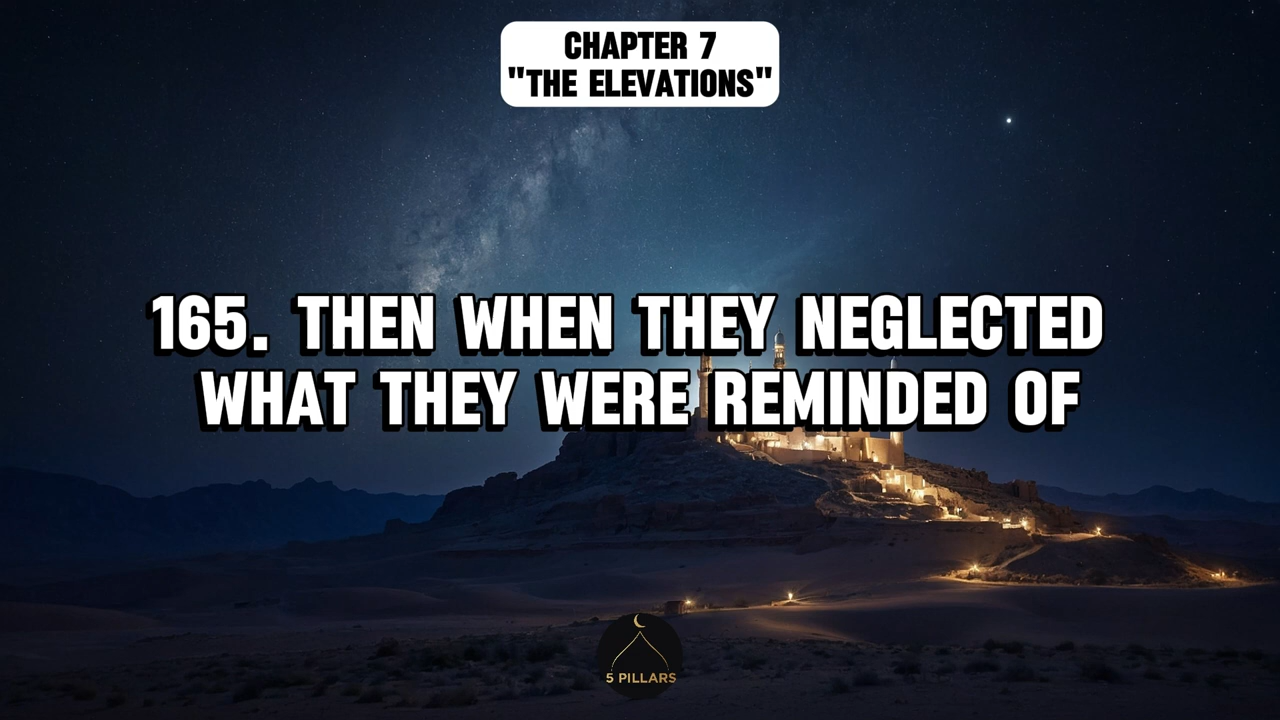 CHAPTER 7
"THE ELEVATIONS"
165. THEN WHEN THEY NEGLECTED
WHAT THEY WERE REMINDED OF
5 PILLARS